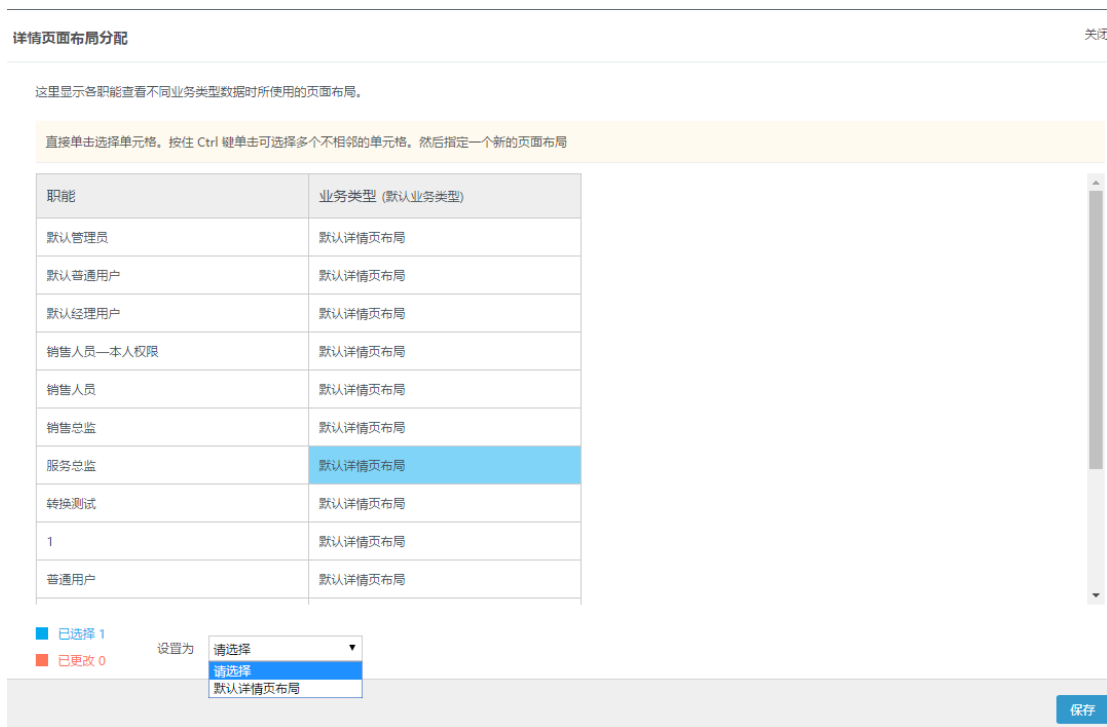 详情页面布局分配
关闭
这里显示各职能查看不同业务类型数据时所使用的页面布局。
直接单击选择单元格。按住 Ctrl 键单击可选择多个不相邻的单元格。然后指定一个新的页面布局
职能 业务类型 (默认业务类型)
默认管理员 默认详情页布局
默认普通用户 默认详情页布局
默认经理用户 默认详情页布局
销售人员—本人权限 默认详情页布局
销售人员 默认详情页布局
销售总监 默认详情页布局
服务总监 默认详情页布局
转换测试 默认详情页布局
1 默认详情页布局
普通用户 默认详情页布局
已选择 1
已更改 0
设置为 请选择
请选择
默认详情页布局
保存